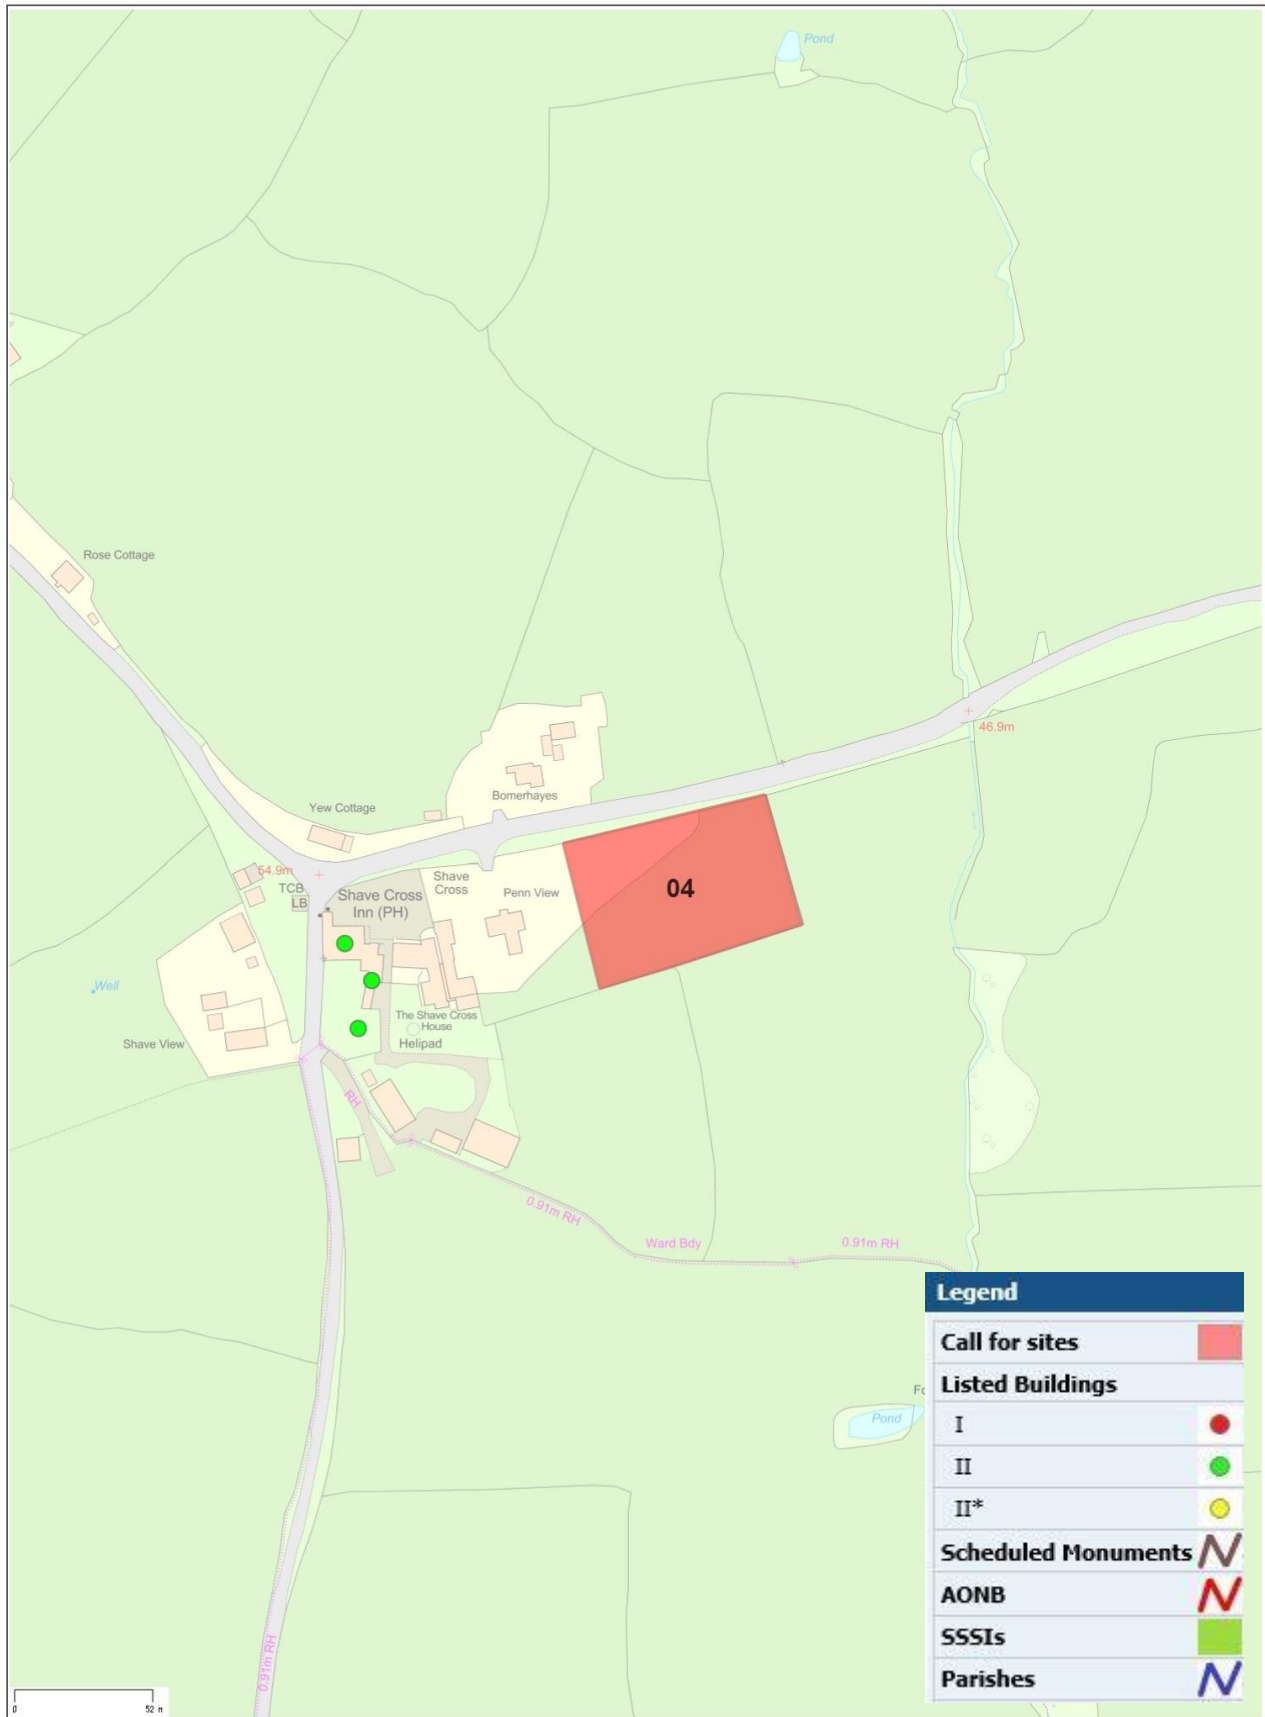 Pond
Rose Cottage
46.9m
Bomerhayes
Yew Cottage
54.9m
TCB
LB
Shave Cross
Inn (PH)
Shave
Cross
Penn View
04
Well
Shave View
The Shave Cross
House
Helipad
RH
0.91m RH
Ward Bdy
0.91m RH
Legend
Call for sites
Listed Buildings
I
II
II*
Scheduled Monuments
AONB
SSSIs
Parishes
Pond
0.91m RH
0
52 m